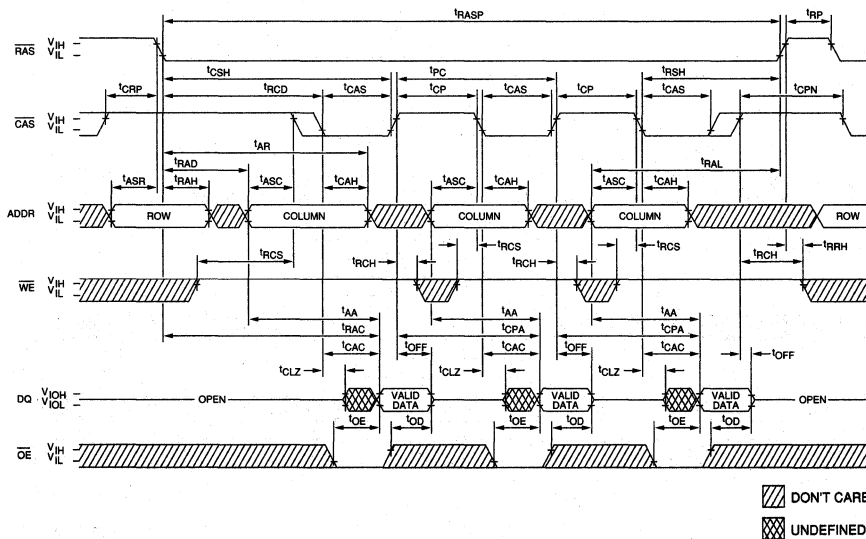 tRASP tRP
RAS VIH
VIL
tCSH tPC tRSH
tCRP tRCD tCAS tCP tCAS tCP tCAS tCPN
CAS VIH
VIL
tAR
tRAD tRAL
tASR tRAH tASC tCAH tASC tCAH tASC tCAH
ADDR VIH
VIL
ROW COLUMN COLUMN COLUMN ROW
tRCS tRCH tRCS tRCH tRCS tRCH tRRH
WE VIH
VIL
tAA tAA tAA
tRAC tCPA tCPA
tCAC tOFF tCAC tOFF tCAC tOFF
tCLZ tCLZ tCLZ
DQ VIOH
VIOL
OPEN VALID DATA VALID DATA VALID DATA OPEN
tOE tOD tOE tOD tOE tOD
OE VIH
VIL
DON'T CARE
UNDEFINED